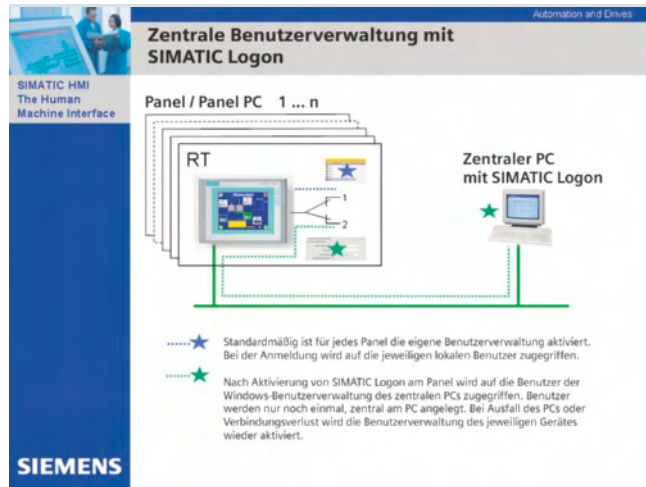 Automation and Drives
Zentrale Benutzerverwaltung mit
SIMATIC Logon
SIMATIC HMI
The Human
Machine Interface
Panel / Panel PC 1 ... n
RT
1
2
Zentraler PC
mit SIMATIC Logon
Standardmäßig ist für jedes Panel die eigene Benutzerverwaltung aktiviert.
Bei der Anmeldung wird auf die jeweiligen lokalen Benutzer zugegriffen.
Nach Aktivierung von SIMATIC Logon am Panel wird auf die Benutzer der
Windows-Benutzerverwaltung des zentralen PCs zugegriffen. Benutzer
werden nur noch einmal, zentral am PC angelegt. Bei Ausfall des PCs oder
Verbindungsverlust wird die Benutzerverwaltung des jeweiligen Gerätes
wieder aktiviert.
SIEMENS